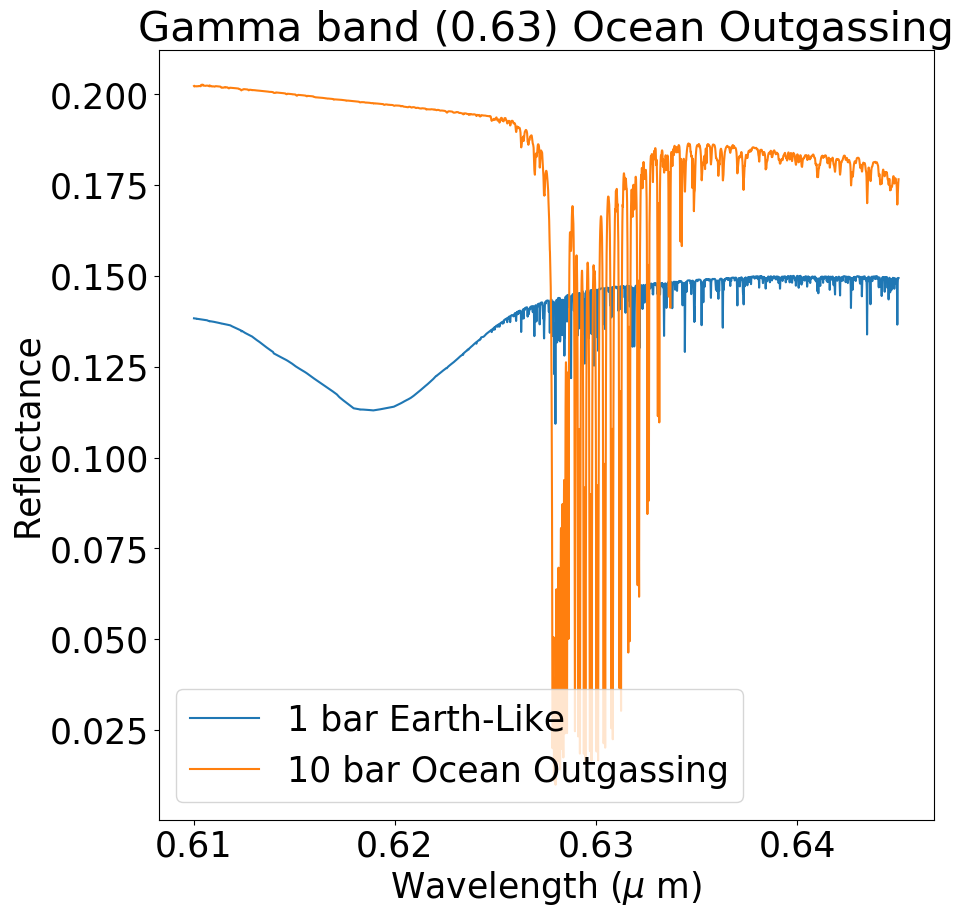 Gamma band (0.63) Ocean Outgassing
0.200
0.175
0.150
0.125
0.100
0.075
0.050
0.025
Reflectance
1 bar Earth-Like
10 bar Ocean Outgassing
0.61 0.62 0.63 0.64
Wavelength (μ m)